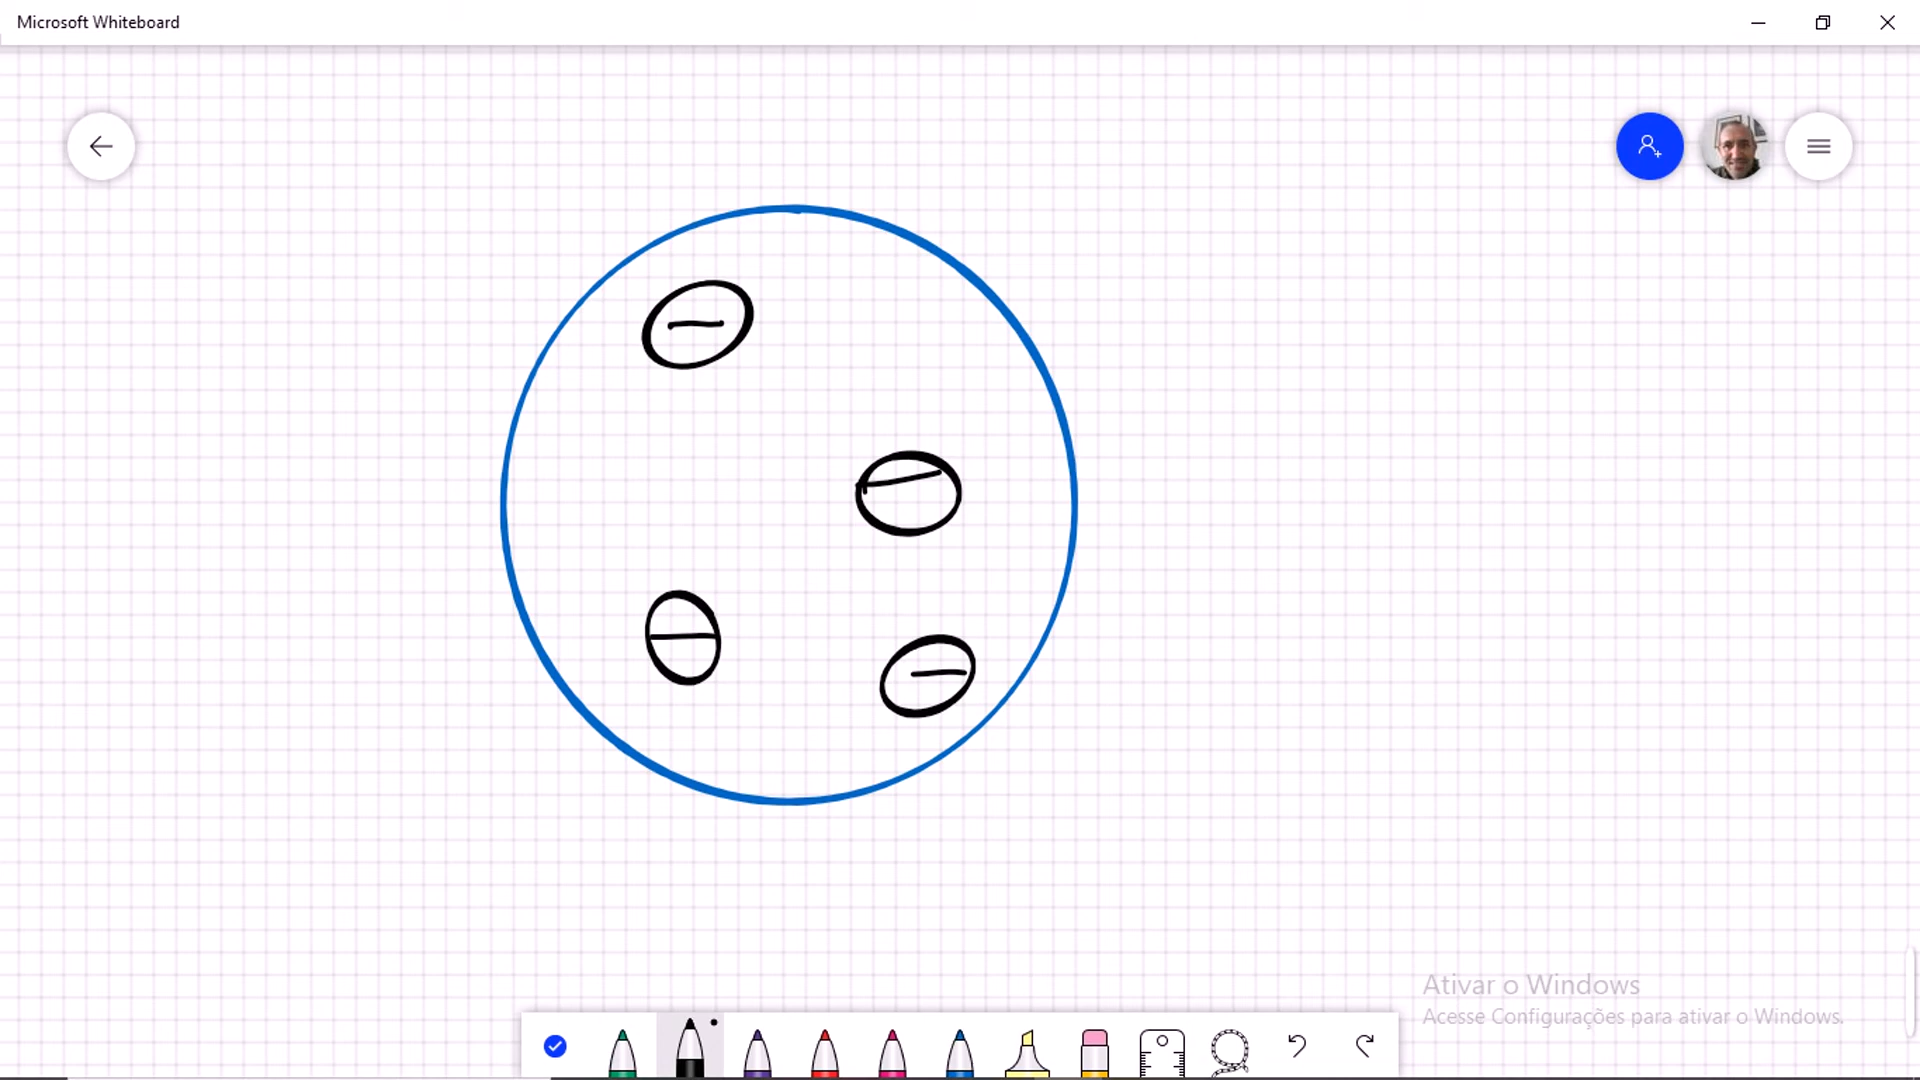 Microsoft Whiteboard
Ativar o Windows
Acesse Configurações para ativar o Windows.